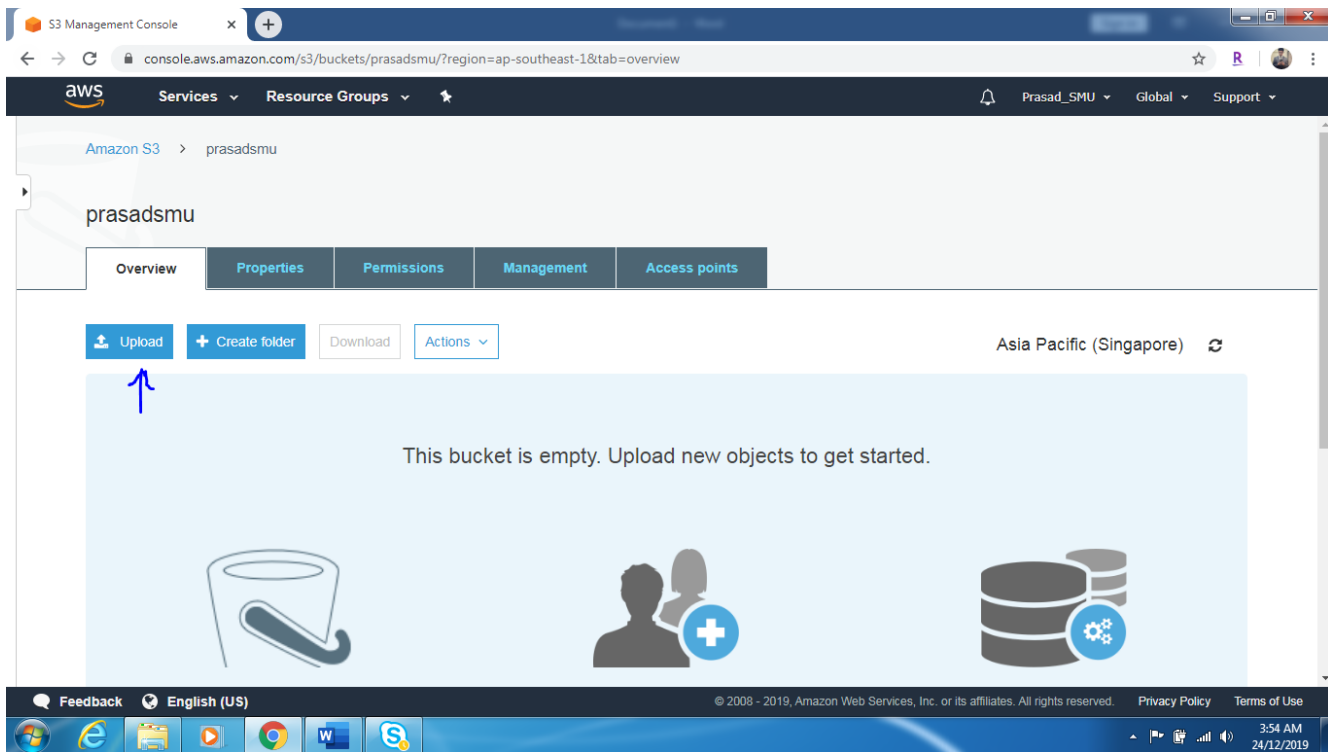 S3 Management Console
console.aws.amazon.com/s3/buckets/prasadsmu/?region=ap-southeast-1&tab=overview
R
aws Services Resource Groups Prasad_SMU Global Support
Amazon S3 > prasadsmu
prasadsmu
Overview Properties Permissions Management Access points
Upload + Create folder Download Actions Asia Pacific (Singapore)
This bucket is empty. Upload new objects to get started.
Feedback English (US) © 2008 - 2019, Amazon Web Services, Inc. or its affiliates. All rights reserved. Privacy Policy Terms of Use
3:54 AM
24/12/2019